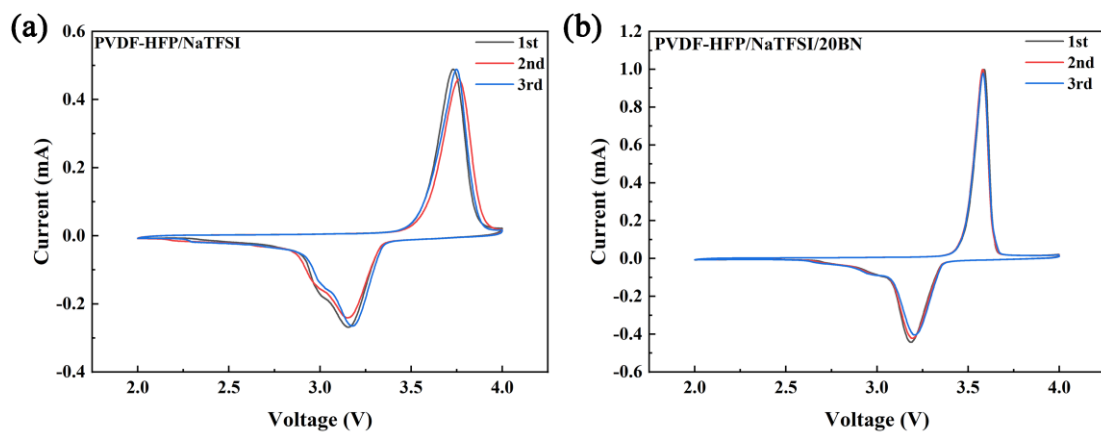 (a)
PVDF-HFP/NaTFSI
1st
2nd
3rd
0.6
0.4
0.2
0.0
-0.2
-0.4
Current (mA)
2.0 2.5 3.0 3.5 4.0
Voltage (V)
(b)
PVDF-HFP/NaTFSI/20BN
1st
2nd
3rd
1.2
1.0
0.8
0.6
0.4
0.2
0.0
-0.2
-0.4
-0.6
Current (mA)
2.0 2.5 3.0 3.5 4.0
Voltage (V)